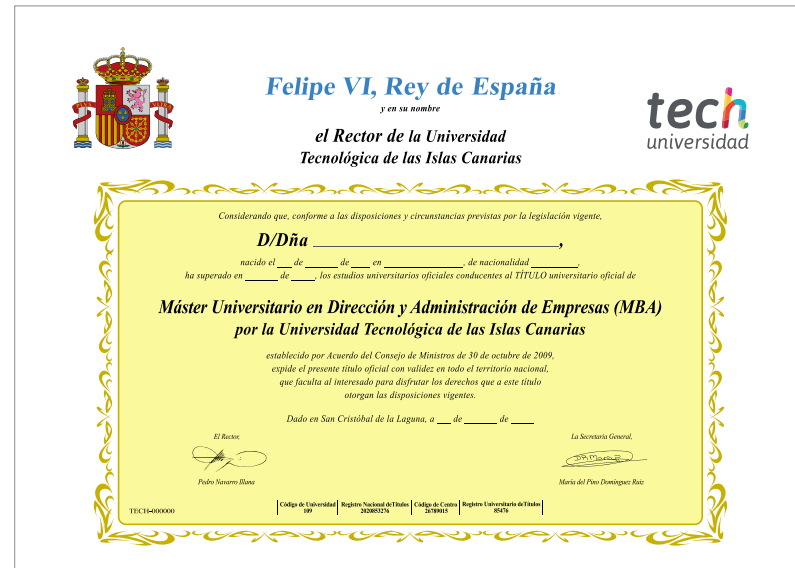 Felipe VI, Rey de España
y en su nombre
el Rector de la Universidad
Tecnológica de las Islas Canarias
tech
universidad
Considerando que, conforme a las disposiciones y circunstancias previstas por la legislación vigente,
D/Dña ,
nacido el de de en , de nacionalidad ,
ha superado en de , los estudios universitarios oficiales conducentes al TÍTULO universitario oficial de
Máster Universitario en Dirección y Administración de Empresas (MBA)
por la Universidad Tecnológica de las Islas Canarias
establecido por Acuerdo del Consejo de Ministros de 30 de octubre de 2009,
expide el presente título oficial con validez en todo el territorio nacional,
que faculta al interesado para disfrutar los derechos que a este título
otorgan las disposiciones vigentes.
Dado en San Cristóbal de la Laguna, a de de
El Rector,
La Secretaria General,
Pedro Navarro Illana
María del Pino Domínguez Ruiz
TECH-000000
Código de Universidad
109
Registro Nacional de Títulos
2020853276
Código de Centro
26789015
Registro Universitario de Títulos
85476